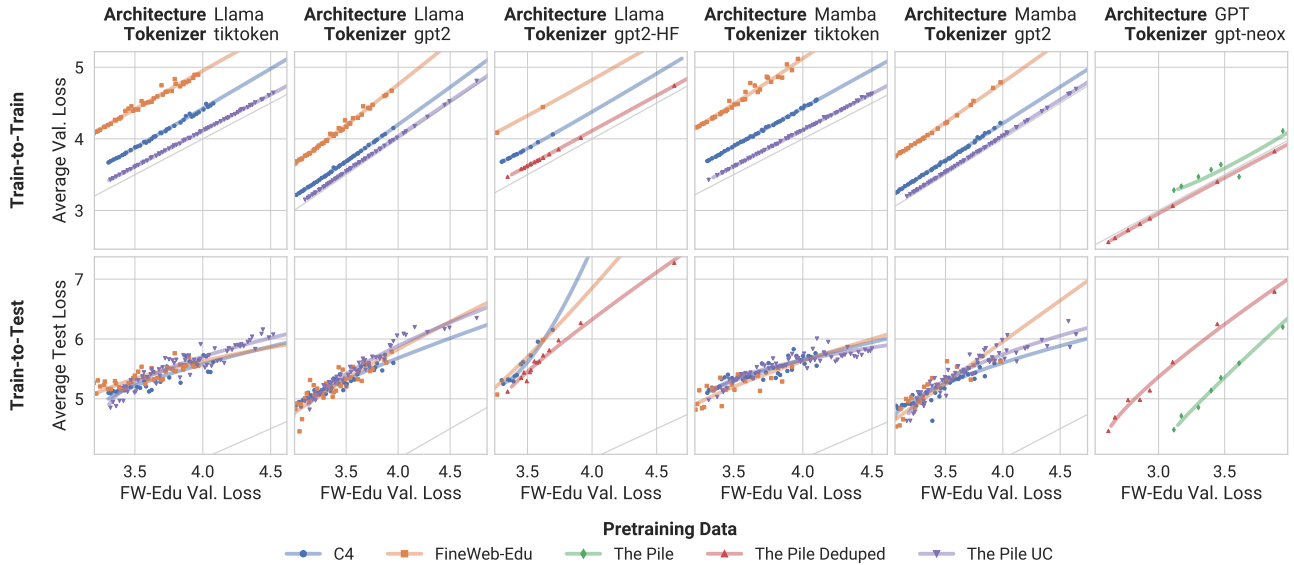 Architecture Llama
Tokenizer tiktoken
Architecture Llama
Tokenizer gpt2
Architecture Llama
Tokenizer gpt2-HF
Architecture Mamba
Tokenizer tiktoken
Architecture Mamba
Tokenizer gpt2
Architecture GPT
Tokenizer gpt-neox
Train-to-Train
Average Val. Loss
5
4
3
Train-to-Test
Average Test Loss
7
6
5
3.5 4.0 4.5
3.5 4.0 4.5
3.5 4.0 4.5
3.5 4.0 4.5
3.5 4.0 4.5
3.0 3.5
FW-Edu Val. Loss
FW-Edu Val. Loss
FW-Edu Val. Loss
FW-Edu Val. Loss
FW-Edu Val. Loss
FW-Edu Val. Loss
Pretraining Data
C4 FineWeb-Edu The Pile The Pile Deduped The Pile UC